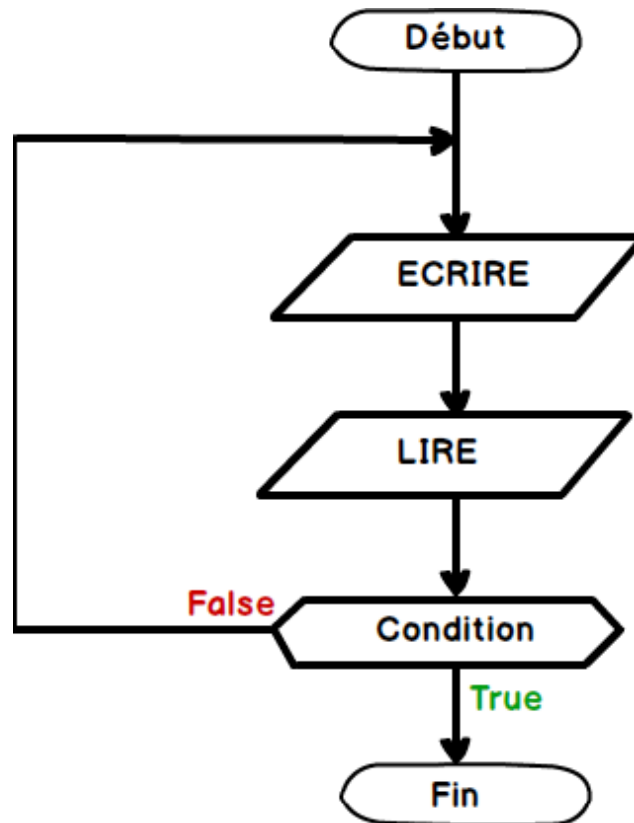 Début
ECRIRE
LIRE
False
Condition
True
Fin